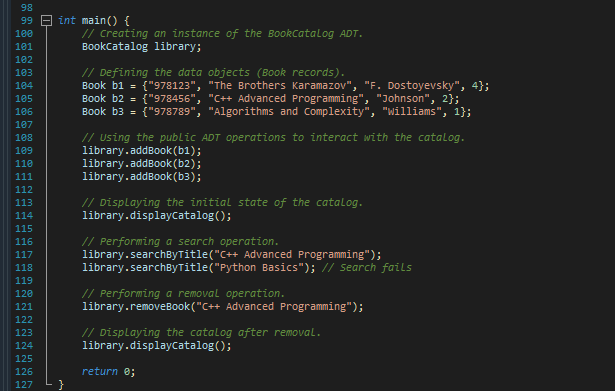 98
99 int main() {
100 // Creating an instance of the BookCatalog ADT.
101 BookCatalog library;
102
103 // Defining the data objects (Book records).
104 Book b1 = {"978123", "The Brothers Karamazov", "F. Dostoyevsky", 4};
105 Book b2 = {"978456", "C++ Advanced Programming", "Johnson", 2};
106 Book b3 = {"978789", "Algorithms and Complexity", "Williams", 1};
107
108 // Using the public ADT operations to interact with the catalog.
109 library.addBook(b1);
110 library.addBook(b2);
111 library.addBook(b3);
112
113 // Displaying the initial state of the catalog.
114 library.displayCatalog();
115
116 // Performing a search operation.
117 library.searchByTitle("C++ Advanced Programming");
118 library.searchByTitle("Python Basics"); // Search fails
119
120 // Performing a removal operation.
121 library.removeBook("C++ Advanced Programming");
122
123 // Displaying the catalog after removal.
124 library.displayCatalog();
125
126 return 0;
127 }